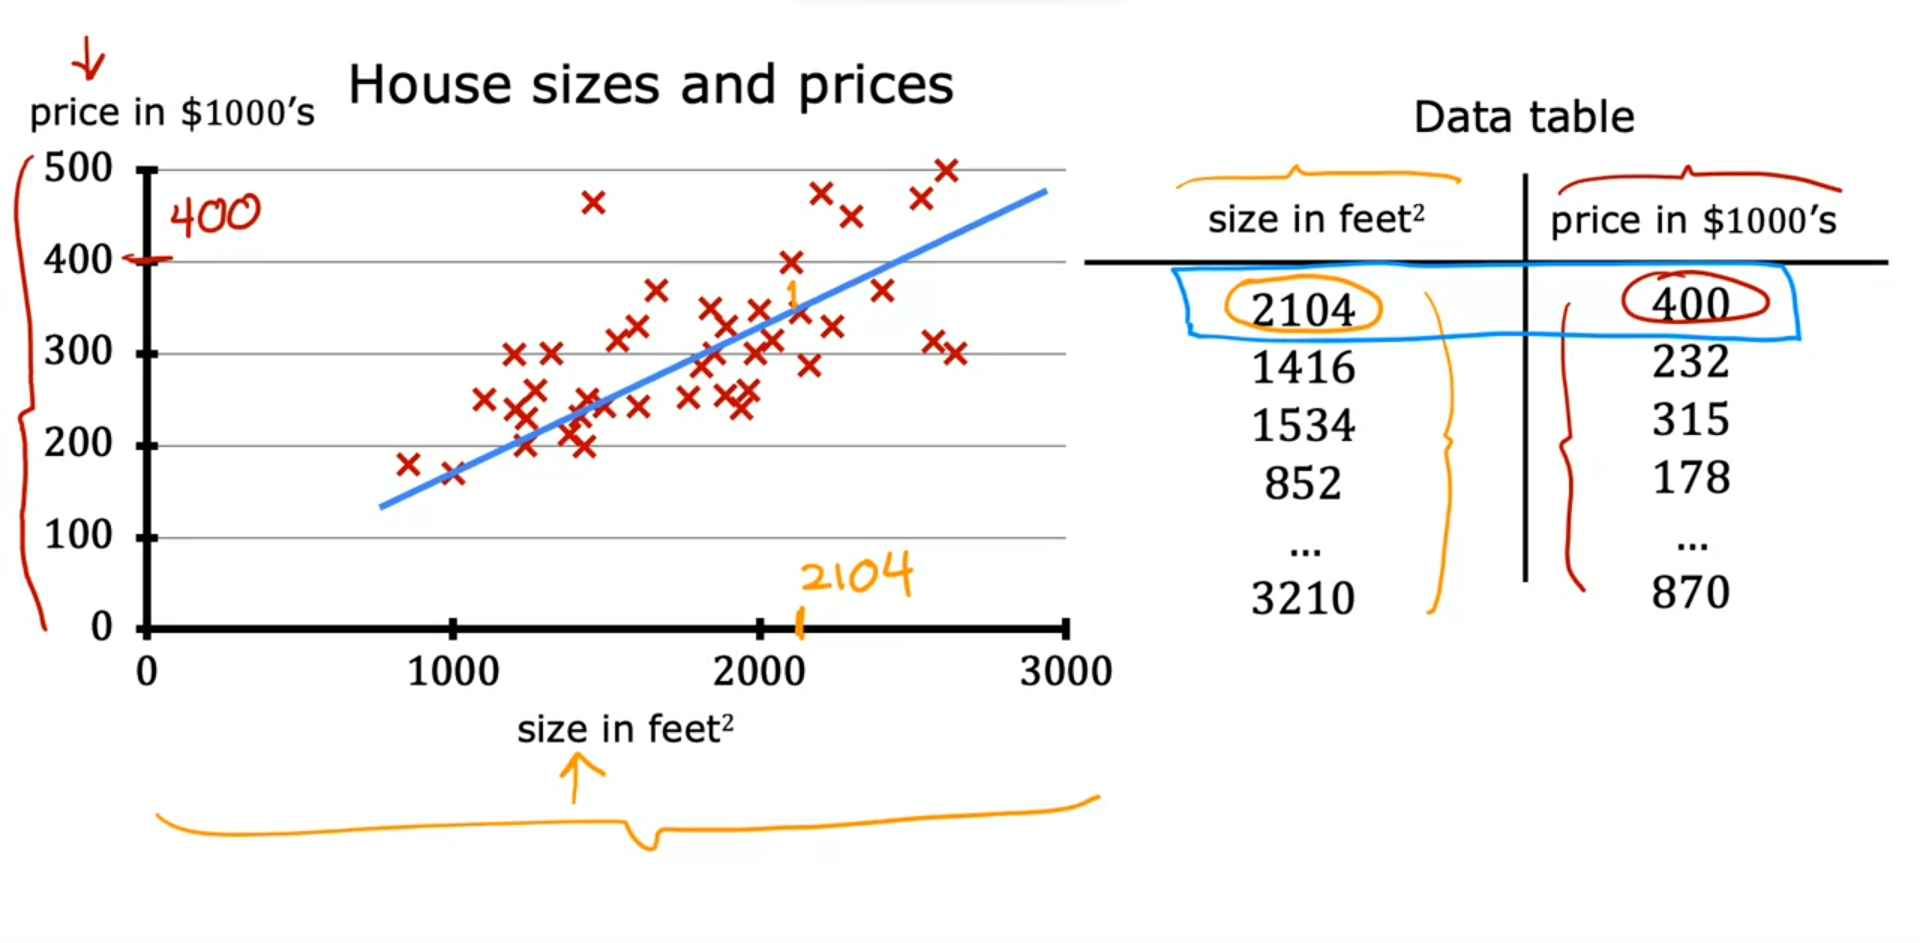 House sizes and prices
price in $1000's
500
400
400
300
200
100
0
2104
0 1000 2000 3000
size in feet²
Data table
size in feet² price in $1000's
2104 400
1416 232
1534 315
852 178
... ...
3210 870